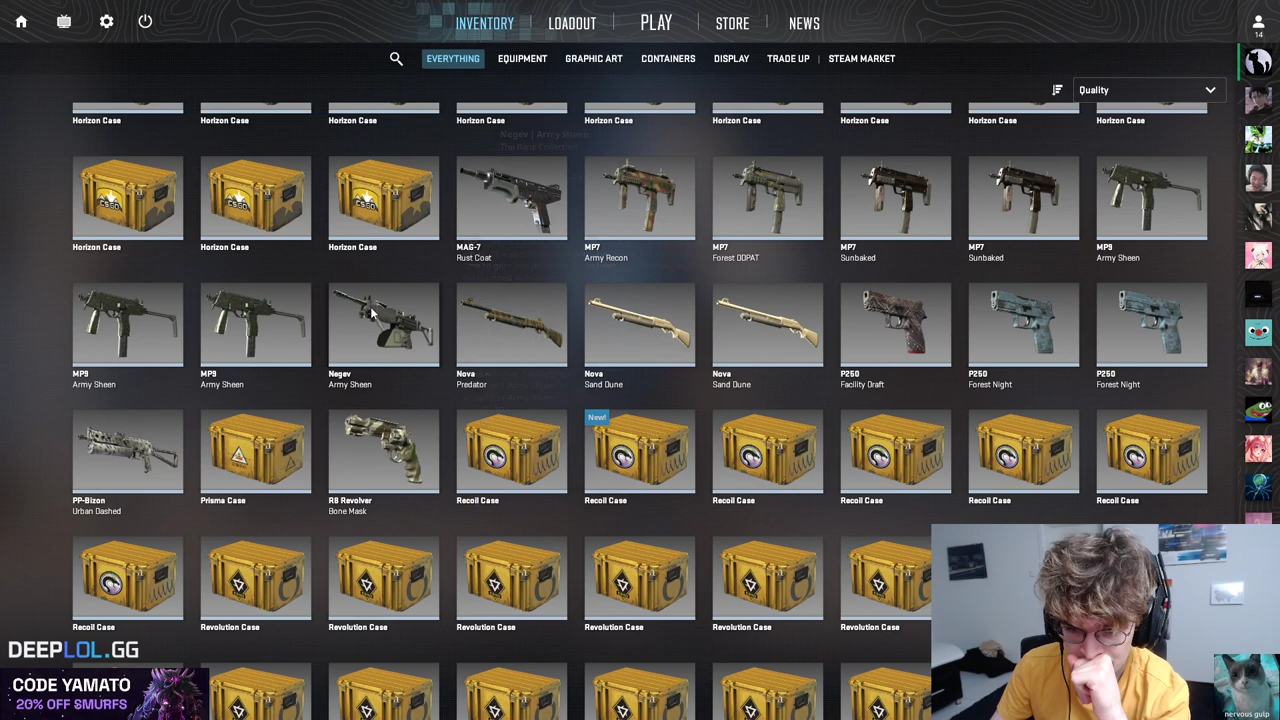 INVENTORY LOADOUT PLAY STORE NEWS
14
EVERYTHING EQUIPMENT GRAPHIC ART CONTAINERS DISPLAY TRADE UP STEAM MARKET
Quality
Horizon Case Horizon Case Horizon Case Horizon Case Horizon Case Horizon Case Horizon Case Horizon Case Horizon Case
Negev | Army Sheen
Horizon Case Horizon Case Horizon Case MAG-7 MP7 MP7 MP7 MP7 MP9
Rust Coat Army Recon Forest DDPAT Sunbaked Sunbaked Army Sheen
MP9 MP9 Negev Nova Nova Nova P250 P250 P250
Army Sheen Army Sheen Army Sheen Predator Sand Dune Sand Dune Facility Draft Forest Night Forest Night
New!
PP-Bizon Prisma Case R8 Revolver Recoil Case Recoil Case Recoil Case Recoil Case Recoil Case Recoil Case
Urban Dashed Bone Mask
Recoil Case Revolution Case Revolution Case Revolution Case Revolution Case Revolution Case Revolution Case
DEEPLOL.GG
CODE YAMATO
20% OFF SMURFS
nervous gulp